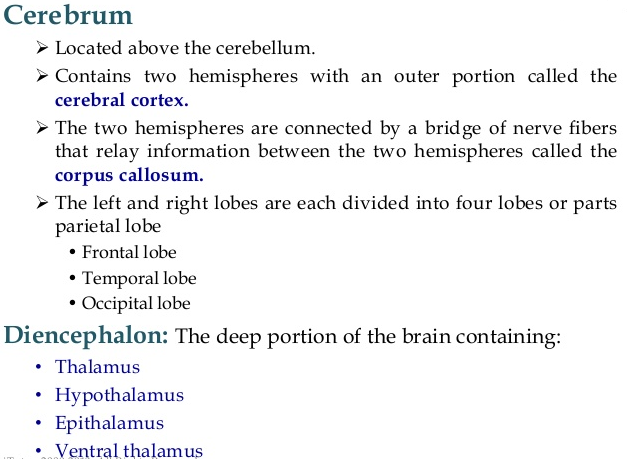 Cerebrum
➢ Located above the cerebellum.
➢ Contains two hemispheres with an outer portion called the
cerebral cortex.
➢ The two hemispheres are connected by a bridge of nerve fibers
that relay information between the two hemispheres called the
corpus callosum.
➢ The left and right lobes are each divided into four lobes or parts
parietal lobe
• Frontal lobe
• Temporal lobe
• Occipital lobe
Diencephalon: The deep portion of the brain containing:
• Thalamus
• Hypothalamus
• Epithalamus
• Ventral thalamus